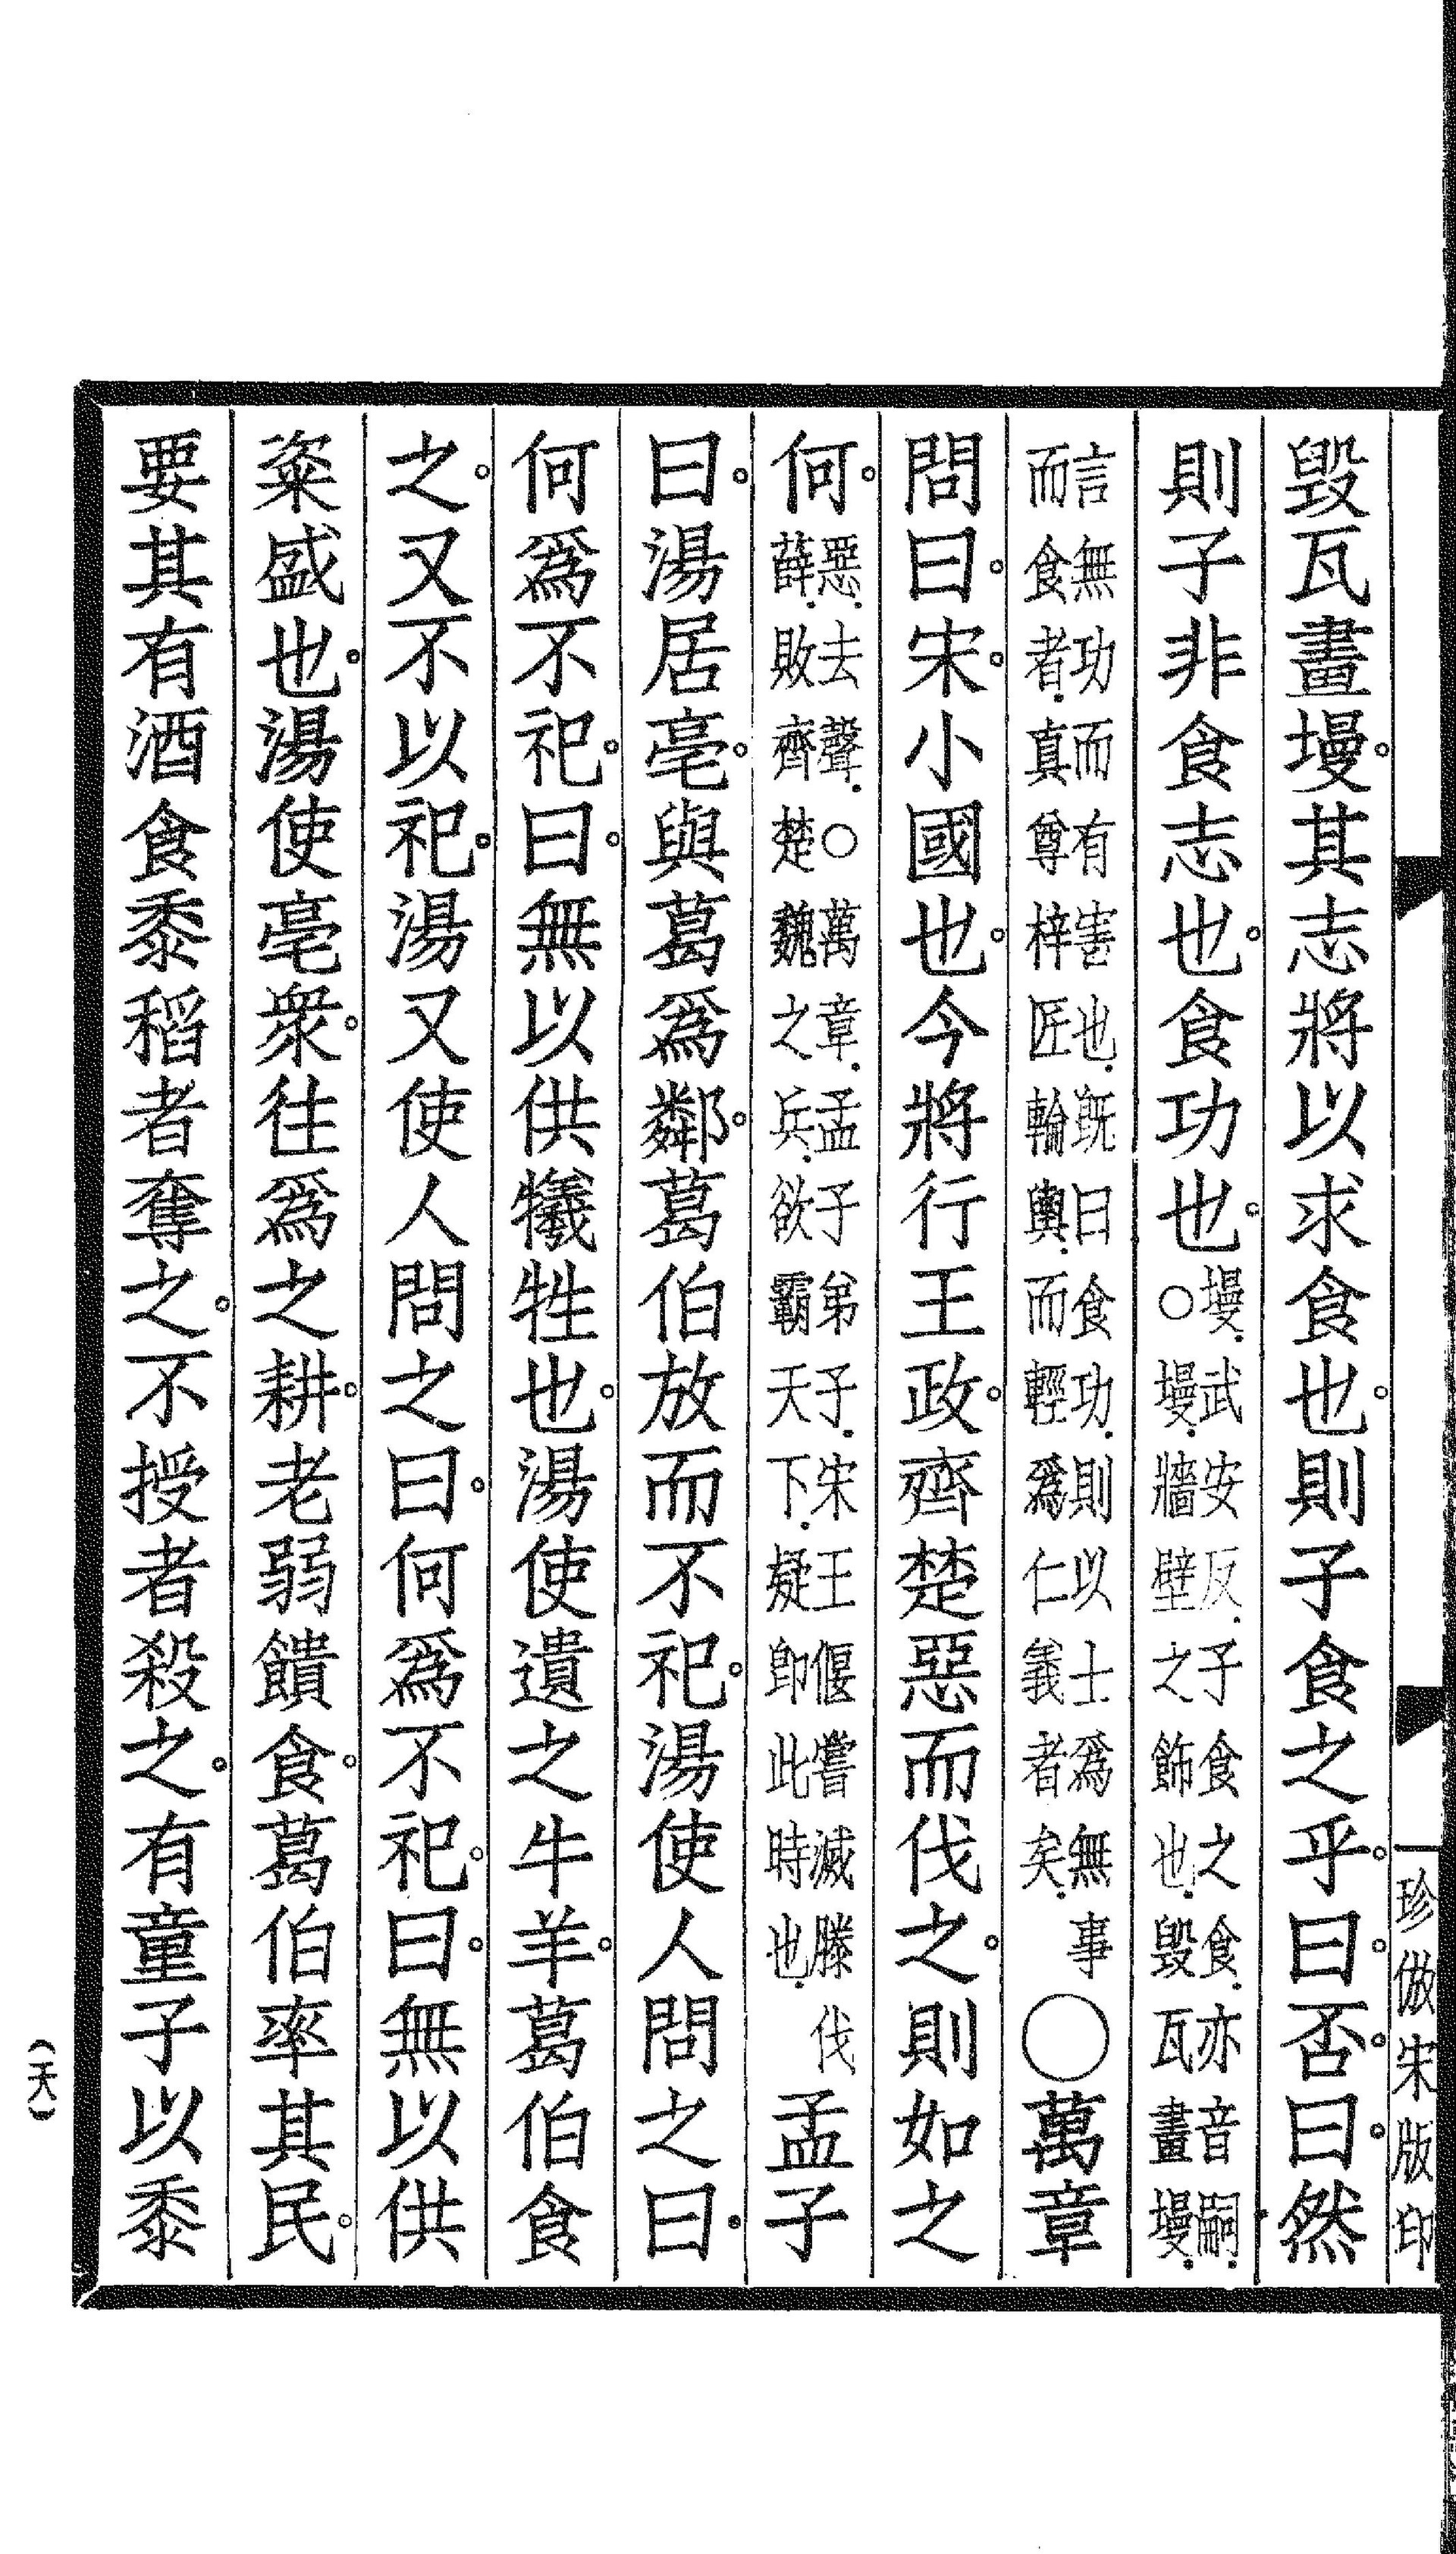 毀瓦畫墁。其志將以求食也。則子食之乎。曰。否。曰。然
則子非食志也。食功也。墁。武安反。子食之食。亦音嗣。○墁。牆壁之飾也。毀瓦畫墁。
言無功而有害也。旣曰食功。則以士爲無事而食者。真尊梓匠輪輿。而輕爲仁義者矣。○萬章
問曰。宋。小國也。今將行王政。齊楚惡而伐之。則如之
何。惡。去聲。○萬章。孟子弟子。宋王偃嘗滅滕伐薛。敗齊楚魏之兵。欲霸天下。疑卽此時也。孟子
曰。湯居亳。與葛爲鄰。葛伯放而不祀。湯使人問之曰。
何爲不祀。曰。無以供犧牲也。湯使遺之牛羊。葛伯食
之。又不以祀。湯又使人問之曰。何爲不祀。曰。無以供
粢盛也。湯使亳衆。往爲之耕。老弱饋食。葛伯率其民。
要其有酒食黍稻者奪之。不授者殺之。有童子以黍
珍倣宋版印
（天）